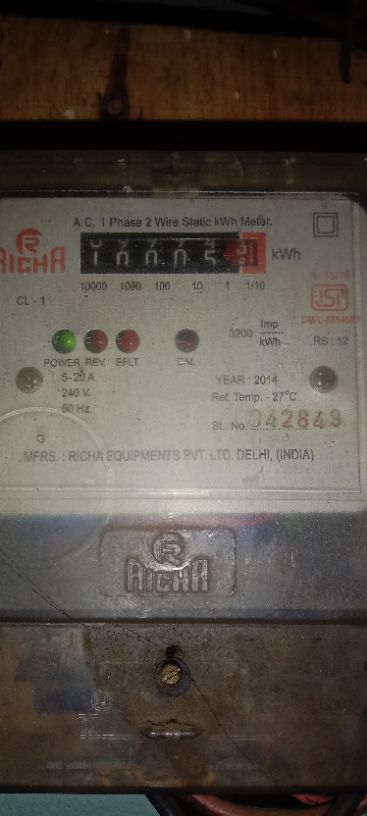 A.C. 1 Phase 2 Wire Static kWh Meter.
RICHA
kWh
10000 1000 100 10 1 1/10
CL - 1
3200 Imp/kWh
RS : 12
POWER REV. EFLT CAL
5-20 A
240 V.
50 Hz.
YEAR : 2014
Ref. Temp. - 27°C
SL. No. 042849
MFRS. : RICHA EQUIPMENTS PVT. LTD. DELHI, (INDIA)
RICHA